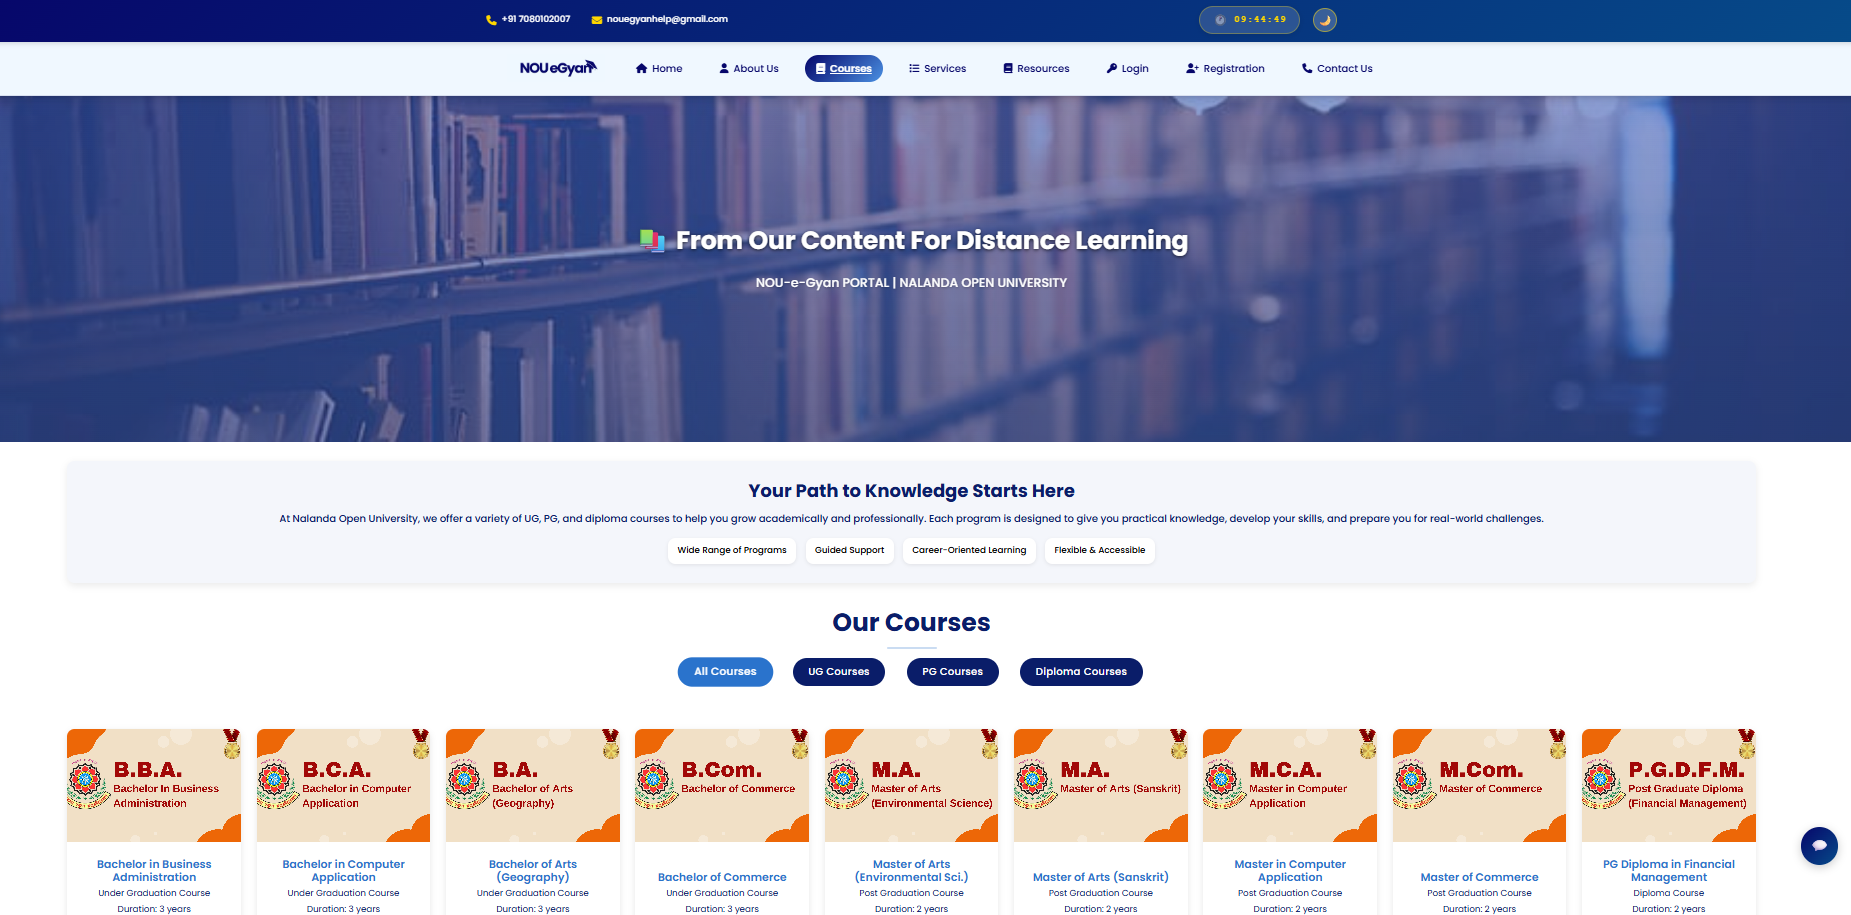 +91 7080102007
nouegyanhelp@gmail.com
09:44:49
NOU eGyan
Home
About Us
Courses
Services
Resources
Login
Registration
Contact Us
From Our Content For Distance Learning
NOU-e-Gyan PORTAL | NALANDA OPEN UNIVERSITY
Your Path to Knowledge Starts Here
At Nalanda Open University, we offer a variety of UG, PG, and diploma courses to help you grow academically and professionally. Each program is designed to give you practical knowledge, develop your skills, and prepare you for real-world challenges.
Wide Range of Programs
Guided Support
Career-Oriented Learning
Flexible & Accessible
Our Courses
All Courses
UG Courses
PG Courses
Diploma Courses
B.B.A.
Bachelor In Business
Administration
Bachelor in Business
Administration
Under Graduation Course
Duration: 3 years
B.C.A.
Bachelor in Computer
Application
Bachelor in Computer
Application
Under Graduation Course
Duration: 3 years
B.A.
Bachelor of Arts
(Geography)
Bachelor of Arts
(Geography)
Under Graduation Course
Duration: 3 years
B.Com.
Bachelor of Commerce
Bachelor of Commerce
Under Graduation Course
Duration: 3 years
M.A.
Master of Arts
(Environmental Science)
Master of Arts
(Environmental Sci.)
Post Graduation Course
Duration: 2 years
M.A.
Master of Arts (Sanskrit)
Master of Arts (Sanskrit)
Post Graduation Course
Duration: 2 years
M.C.A.
Master in Computer
Application
Master in Computer
Application
Post Graduation Course
Duration: 2 years
M.Com.
Master of Commerce
Master of Commerce
Post Graduation Course
Duration: 2 years
P.G.D.F.M.
Post Graduate Diploma
(Financial Management)
PG Diploma in Financial
Management
Diploma Course
Duration: 2 years